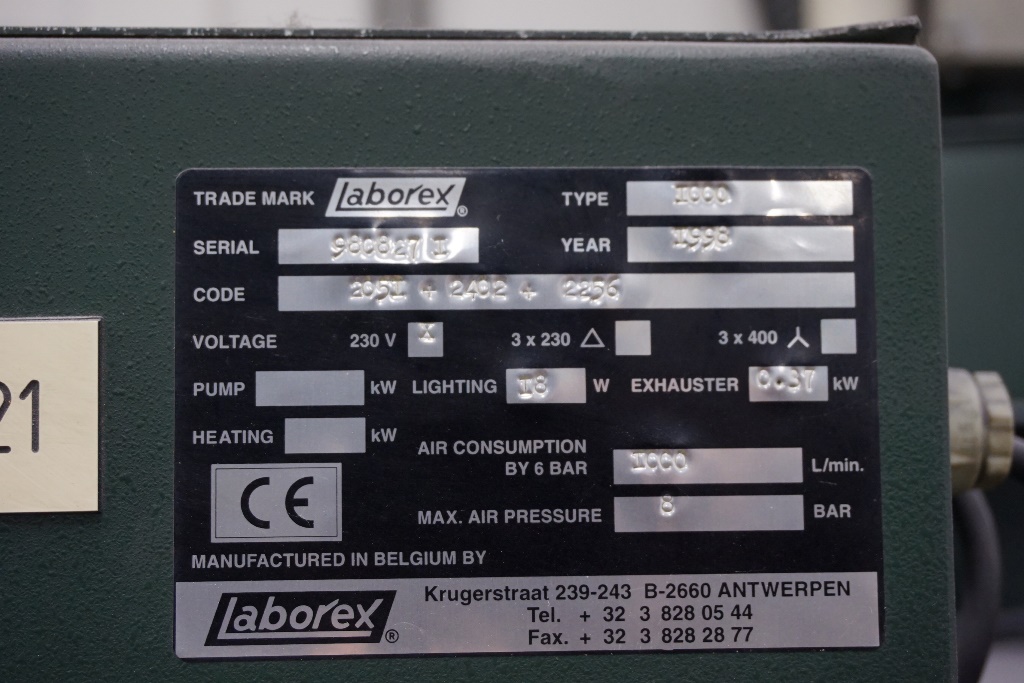 TRADE MARK Laborex ® TYPE 1000
SERIAL 980827 1 YEAR 1998
CODE 2051 + 2492 + 2256
VOLTAGE 230 V X 3 x 230 △ 3 x 400 ⅄
PUMP kW LIGHTING 18 W EXHAUSTER 0.37 kW
HEATING kW
AIR CONSUMPTION
BY 6 BAR 1000 L/min.
CE
MAX. AIR PRESSURE 8 BAR
MANUFACTURED IN BELGIUM BY
Laborex ®
Krugerstraat 239-243 B-2660 ANTWERPEN
Tel. + 32 3 828 05 44
Fax. + 32 3 828 28 77
21